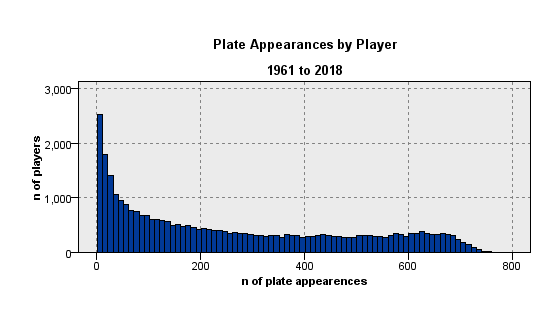 Plate Appearances by Player
1961 to 2018
n of players
3,000
2,000
1,000
0
0 200 400 600 800
n of plate appearences